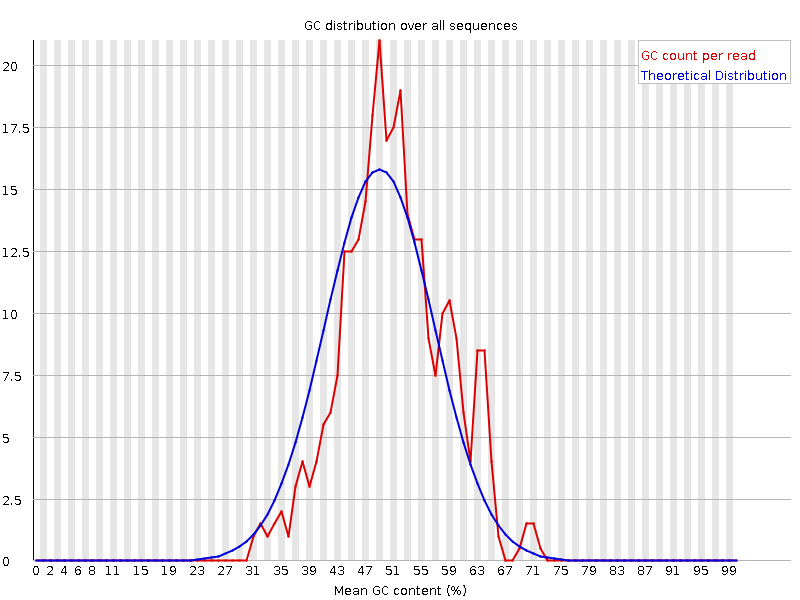 GC distribution over all sequences
GC count per read
Theoretical Distribution
20
17.5
15
12.5
10
7.5
5
2.5
0
0 2 4 6 8 11 15 19 23 27 31 35 39 43 47 51 55 59 63 67 71 75 79 83 87 91 95 99
Mean GC content (%)